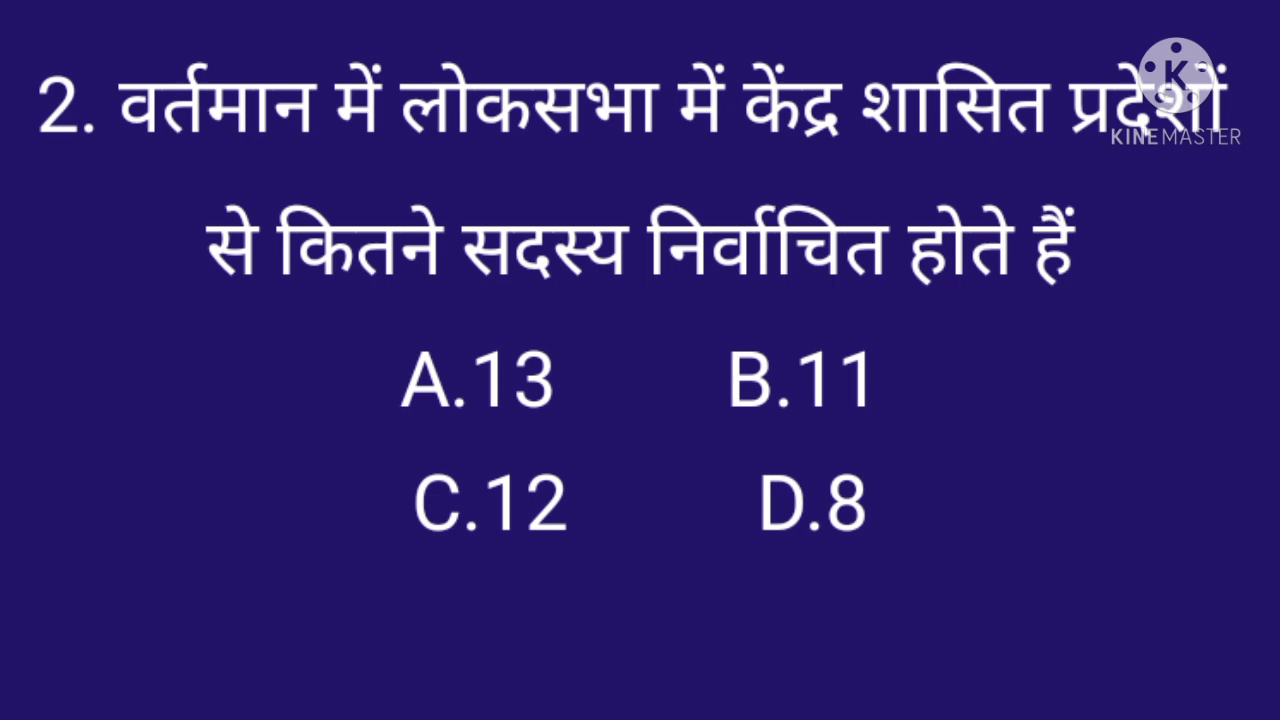 2. वर्तमान में लोकसभा में केंद्र शासित प्रदेशों
KINEMASTER
से कितने सदस्य निर्वाचित होते हैं
A.13 B.11
C.12 D.8